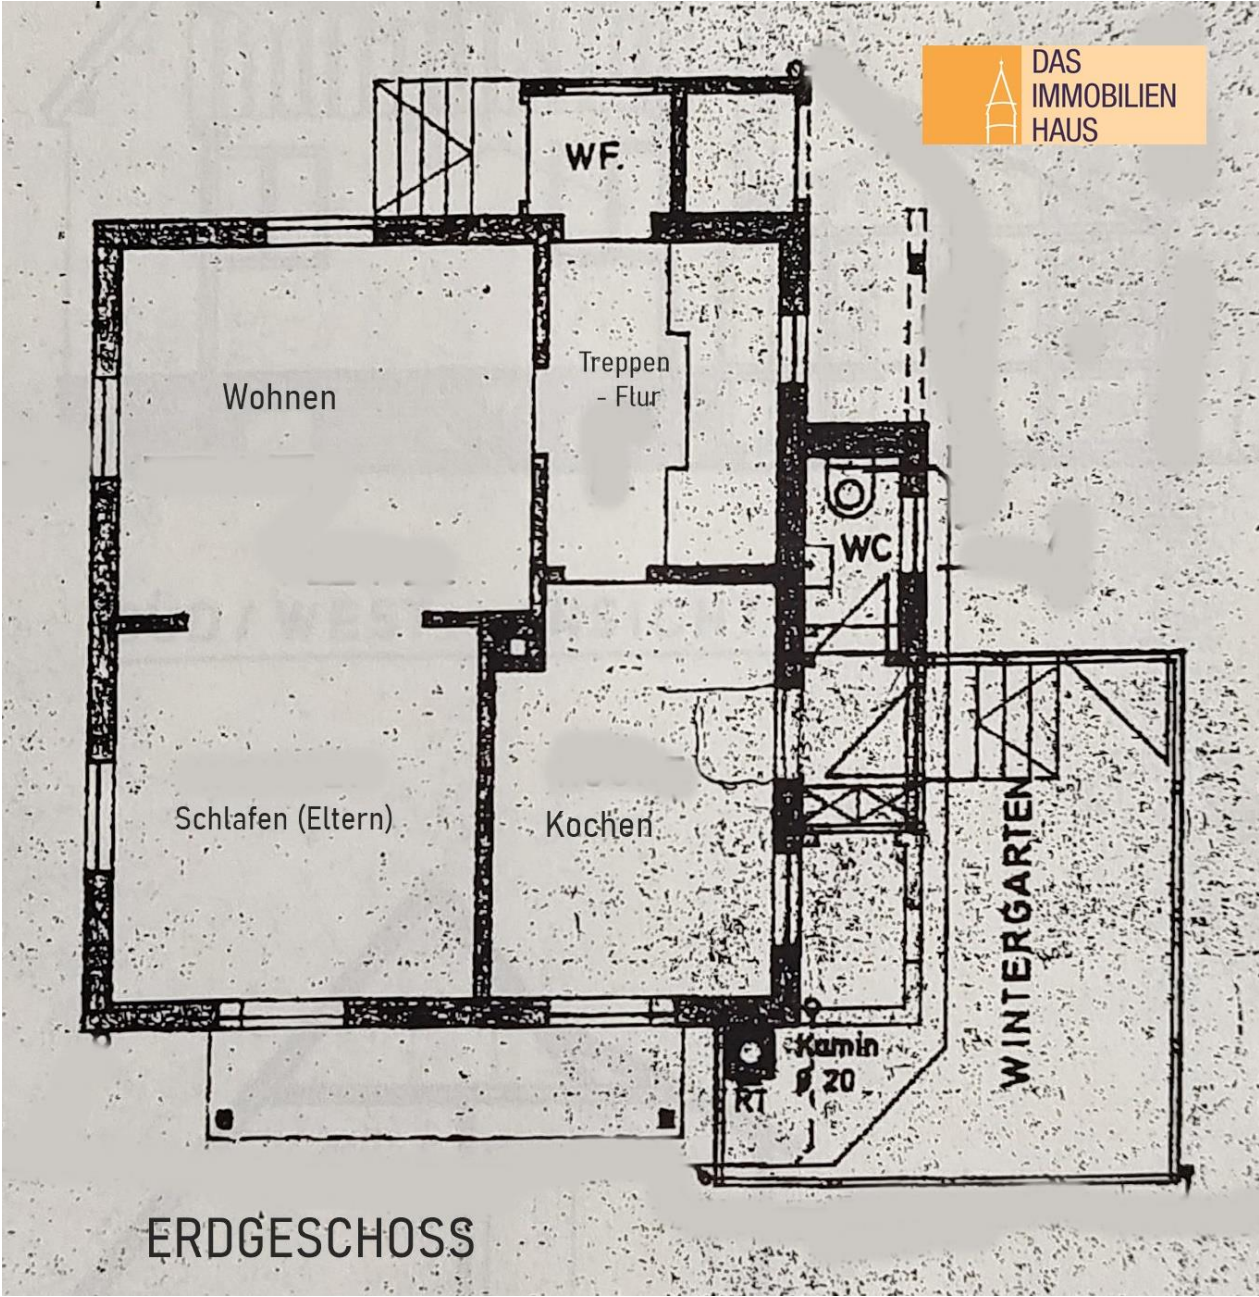 DAS
IMMOBILIEN
HAUS
WF.
Treppen
- Flur
Wohnen
WC
Schlafen (Eltern)
Kochen
WINTERGARTEN
Kamin
Ø 20
RT
ERDGESCHOSS